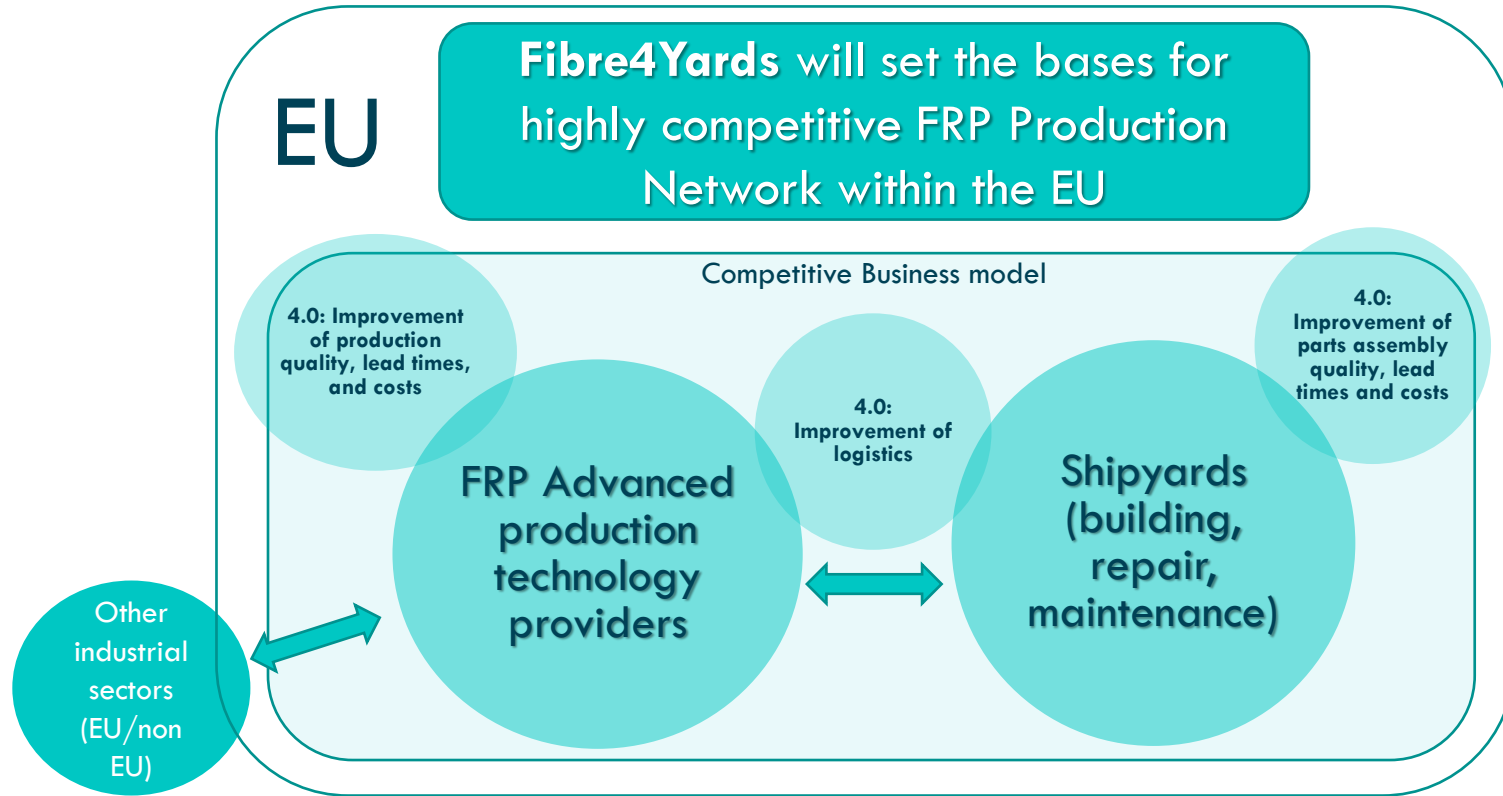 EU
Fibre4Yards will set the bases for
highly competitive FRP Production
Network within the EU
Competitive Business model
4.0: Improvement
of production
quality, lead times,
and costs
4.0:
Improvement of
logistics
4.0:
Improvement of
parts assembly
quality, lead
times and costs
FRP Advanced
production
technology
providers
Shipyards
(building,
repair,
maintenance)
Other
industrial
sectors
(EU/non
EU)